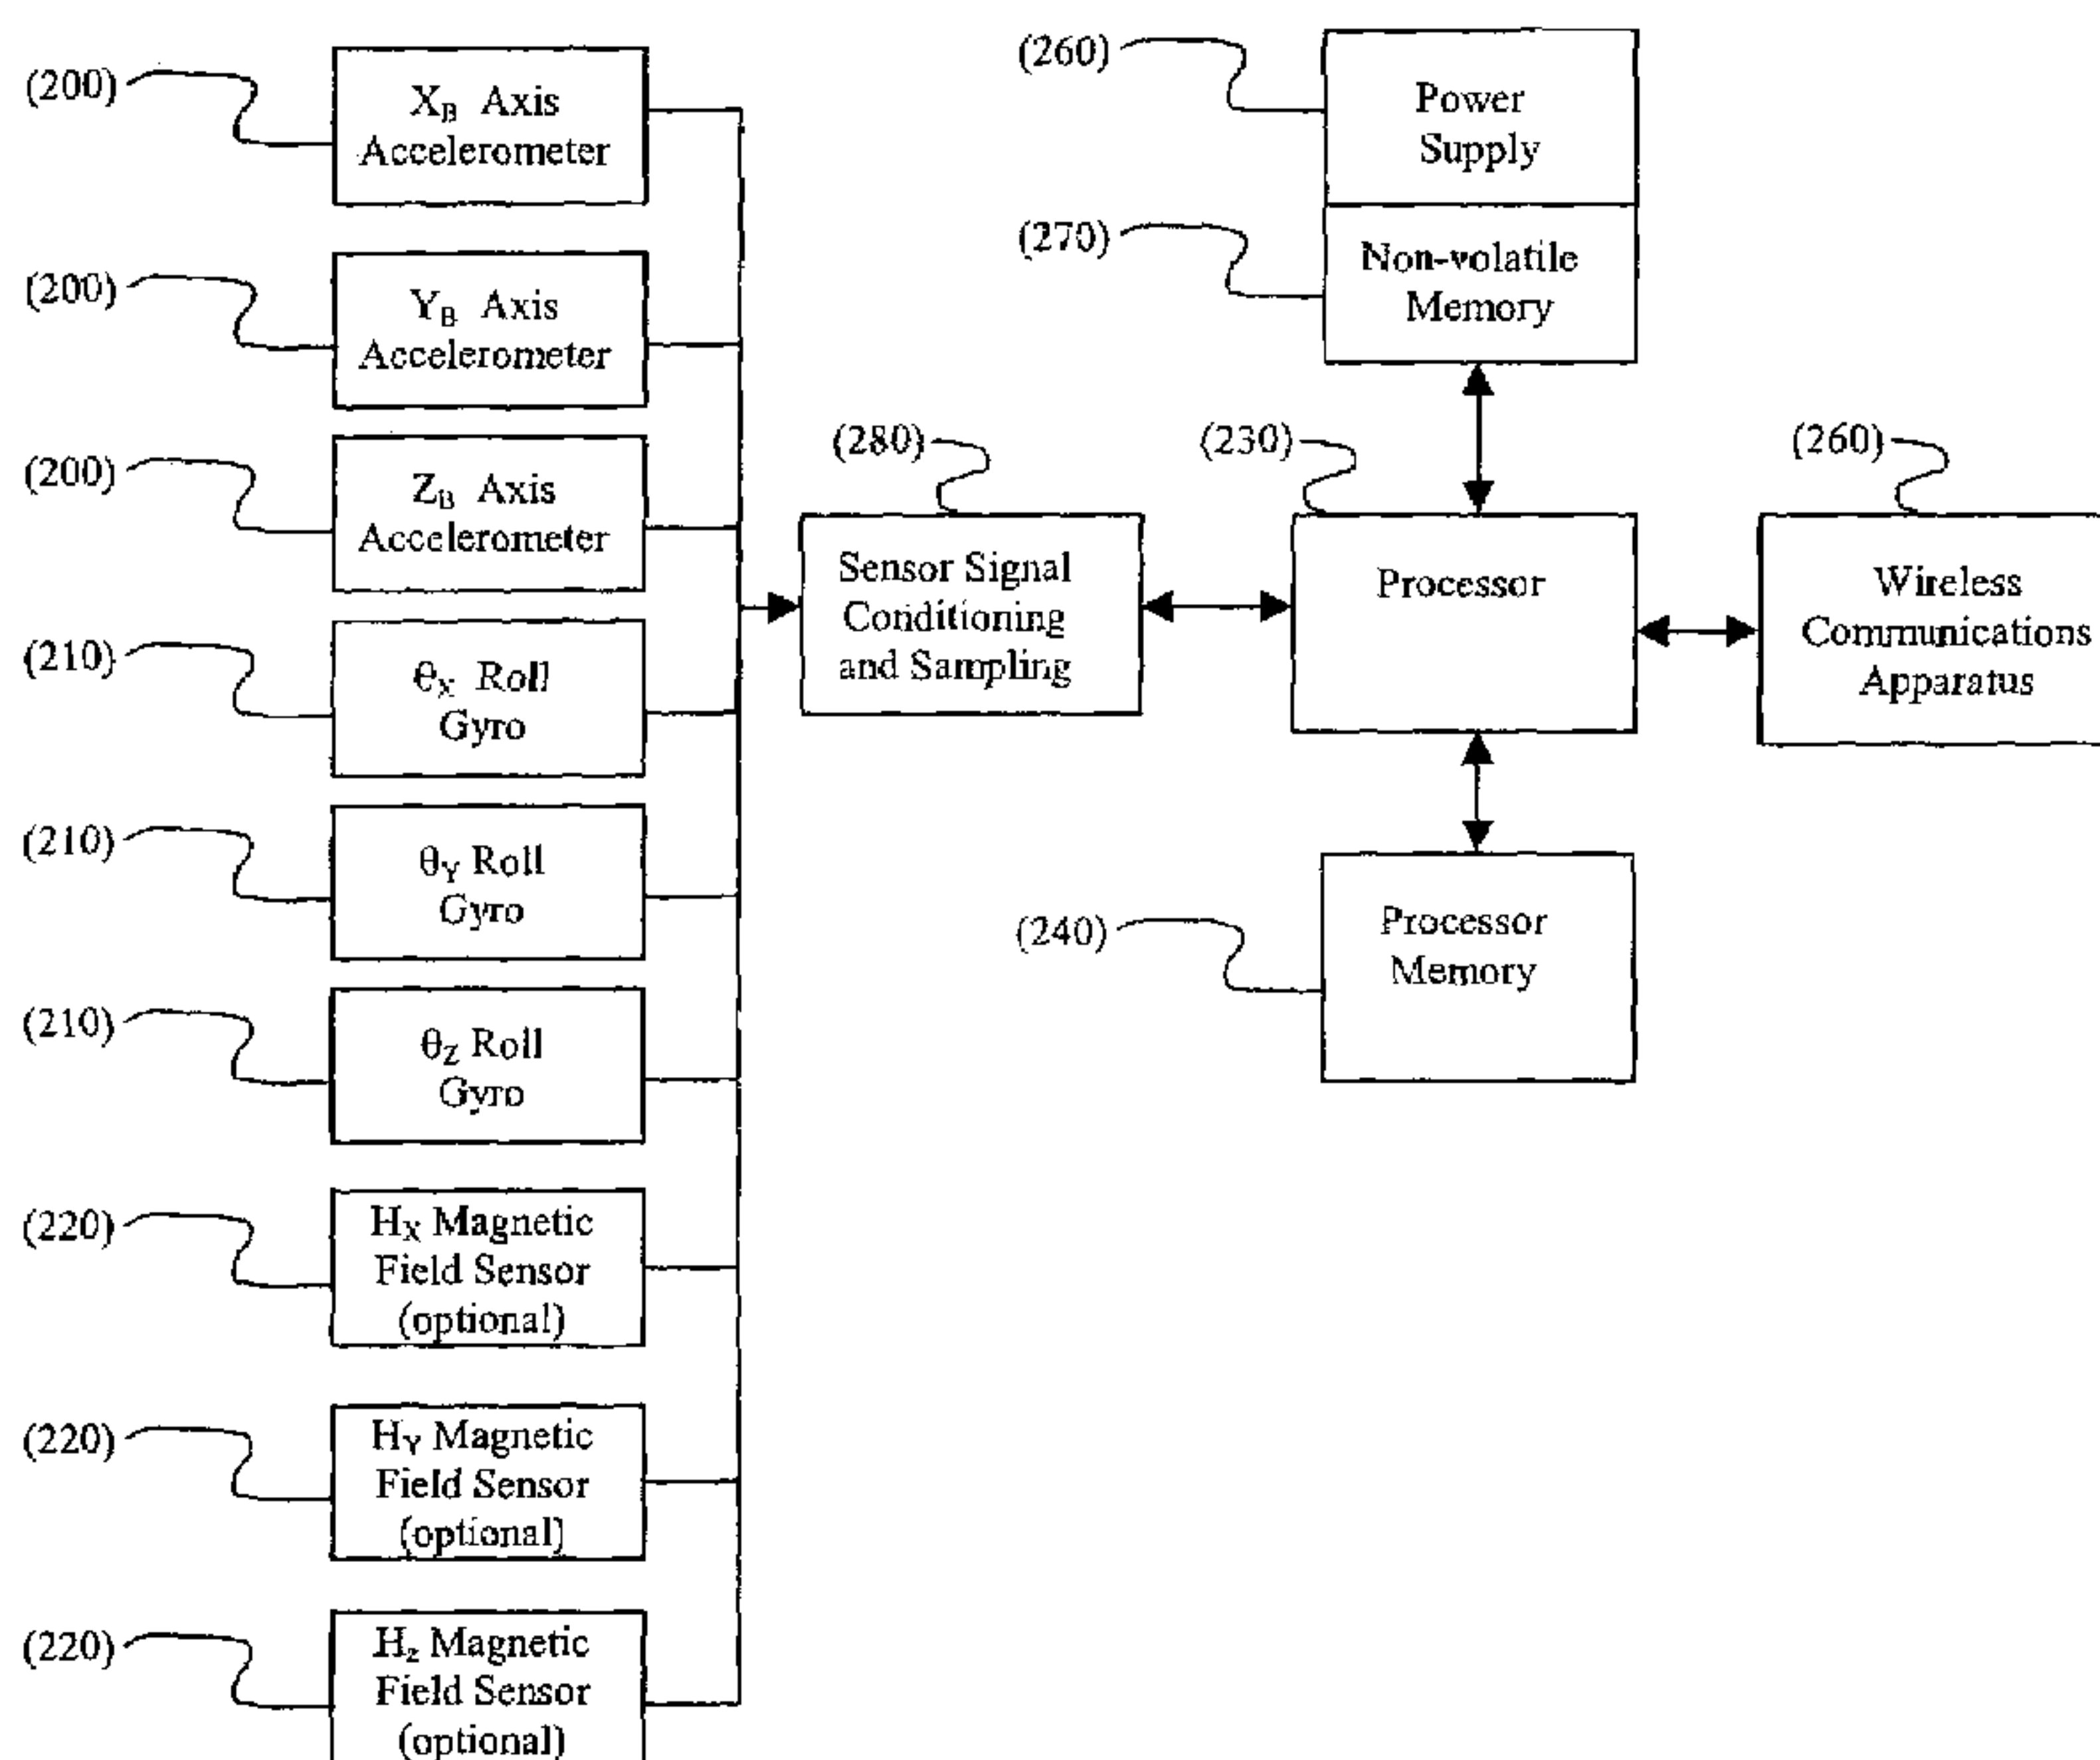 (200)
X_B Axis
Accelerometer
(200)
Y_B Axis
Accelerometer
(200)
Z_B Axis
Accelerometer
(210)
θ_X Roll
Gyro
(210)
θ_Y Roll
Gyro
(210)
θ_Z Roll
Gyro
(220)
H_X Magnetic
Field Sensor
(optional)
(220)
H_Y Magnetic
Field Sensor
(optional)
(220)
H_z Magnetic
Field Sensor
(optional)
(280)
Sensor Signal
Conditioning
and Sampling
(260)
Power
Supply
(270)
Non-volatile
Memory
(230)
Processor
(240)
Processor
Memory
(260)
Wireless
Communications
Apparatus